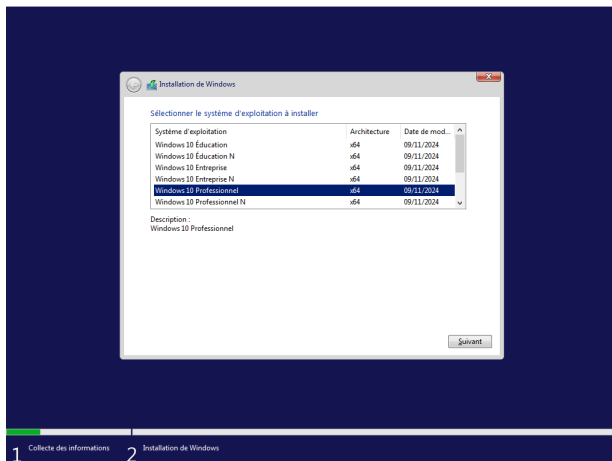 Installation de Windows
Sélectionner le système d'exploitation à installer
Système d'exploitation Architecture Date de mod...
Windows 10 Éducation x64 09/11/2024
Windows 10 Éducation N x64 09/11/2024
Windows 10 Entreprise x64 09/11/2024
Windows 10 Entreprise N x64 09/11/2024
Windows 10 Professionnel x64 09/11/2024
Windows 10 Professionnel N x64 09/11/2024
Description :
Windows 10 Professionnel
Suivant
1 Collecte des informations 2 Installation de Windows